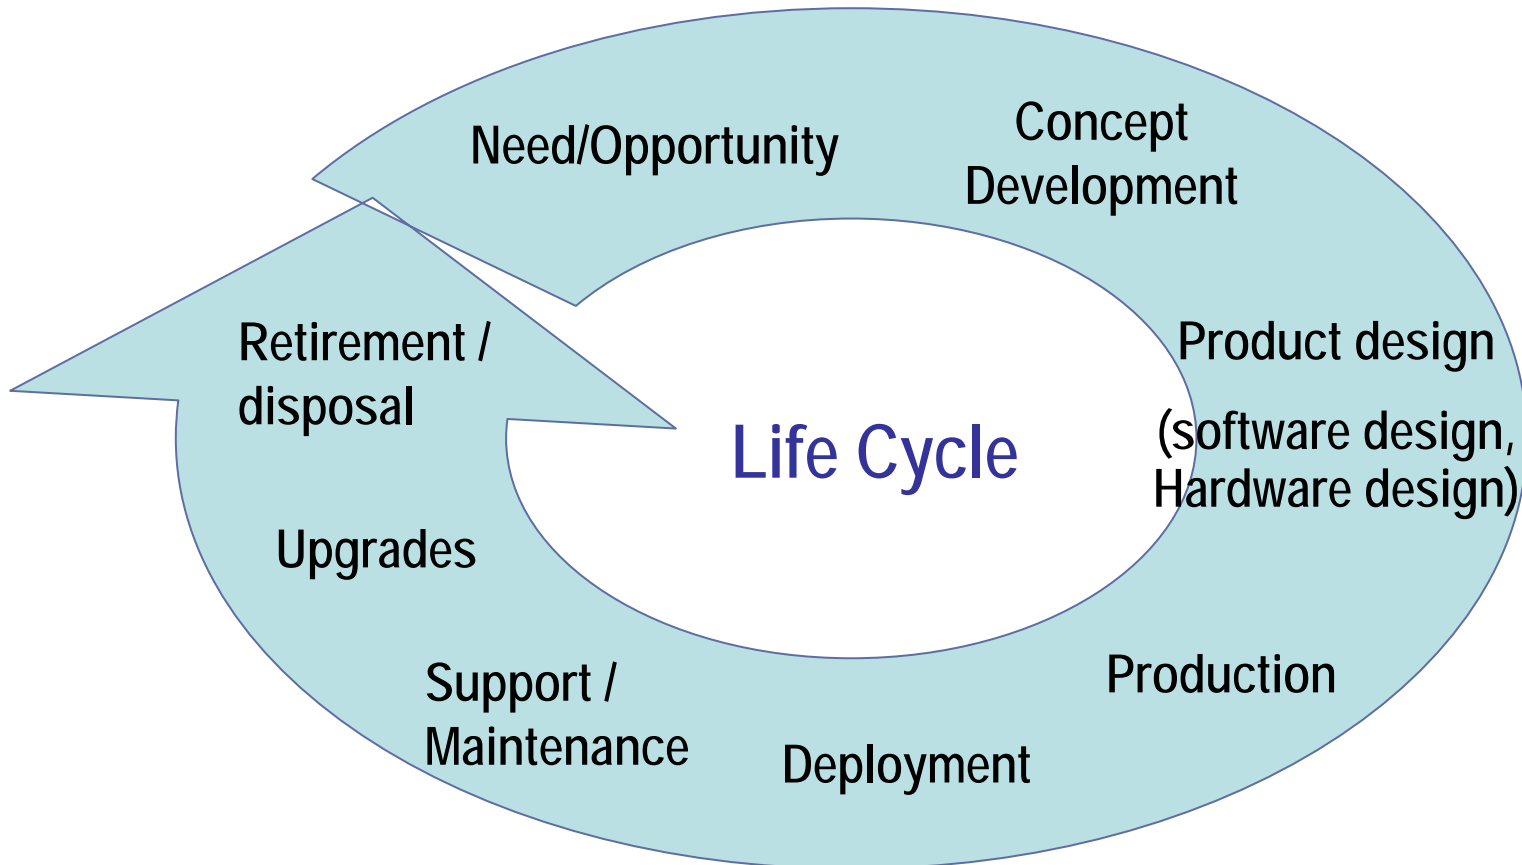 Need/Opportunity
Concept
Development
Product design
(software design,
Hardware design)
Production
Deployment
Support /
Maintenance
Upgrades
Retirement /
disposal
Life Cycle